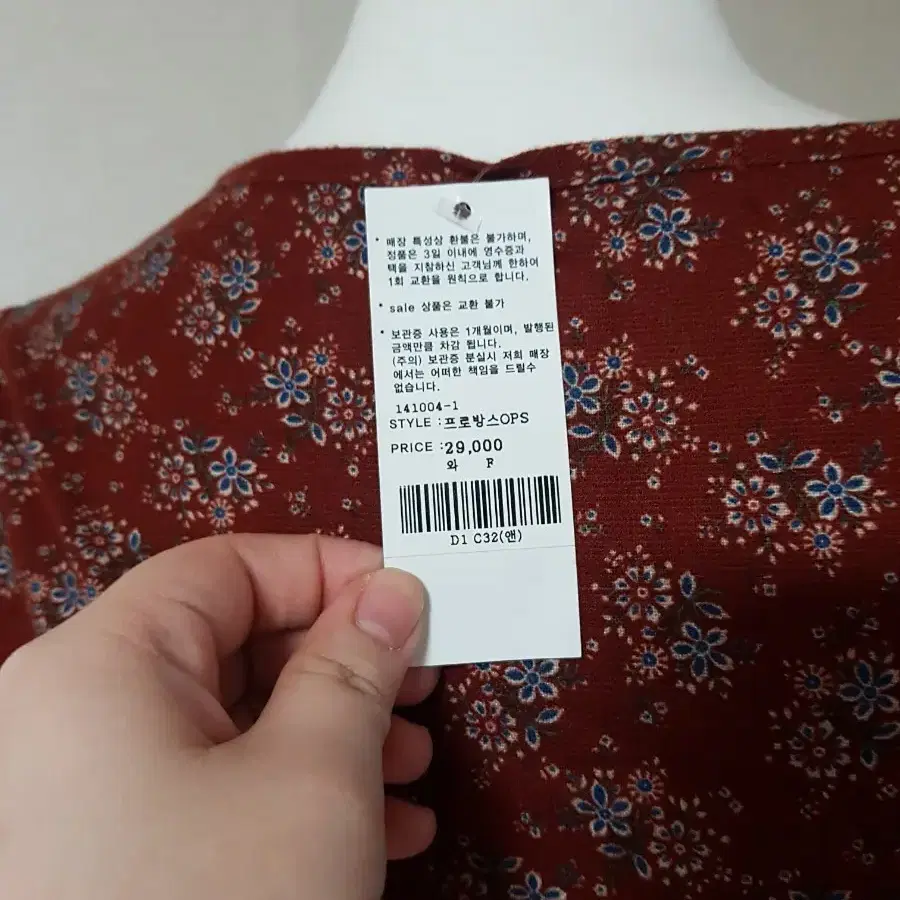 * 매장 특성상 환불은 불가하며,
정품은 3일 이내에 영수증과
택을 지참하신 고객님께 한하여
1회 교환을 원칙으로 합니다.
* sale 상품은 교환 불가
* 보관증 사용은 1개월이며, 발행된
금액만큼 차감 됩니다.
(주의) 보관증 분실시 저희 매장
에서는 어떠한 책임을 드릴수
없습니다.
141004-1
STYLE : 프로방스OPS
PRICE : 29,000
와 F
D1 C32(앤)